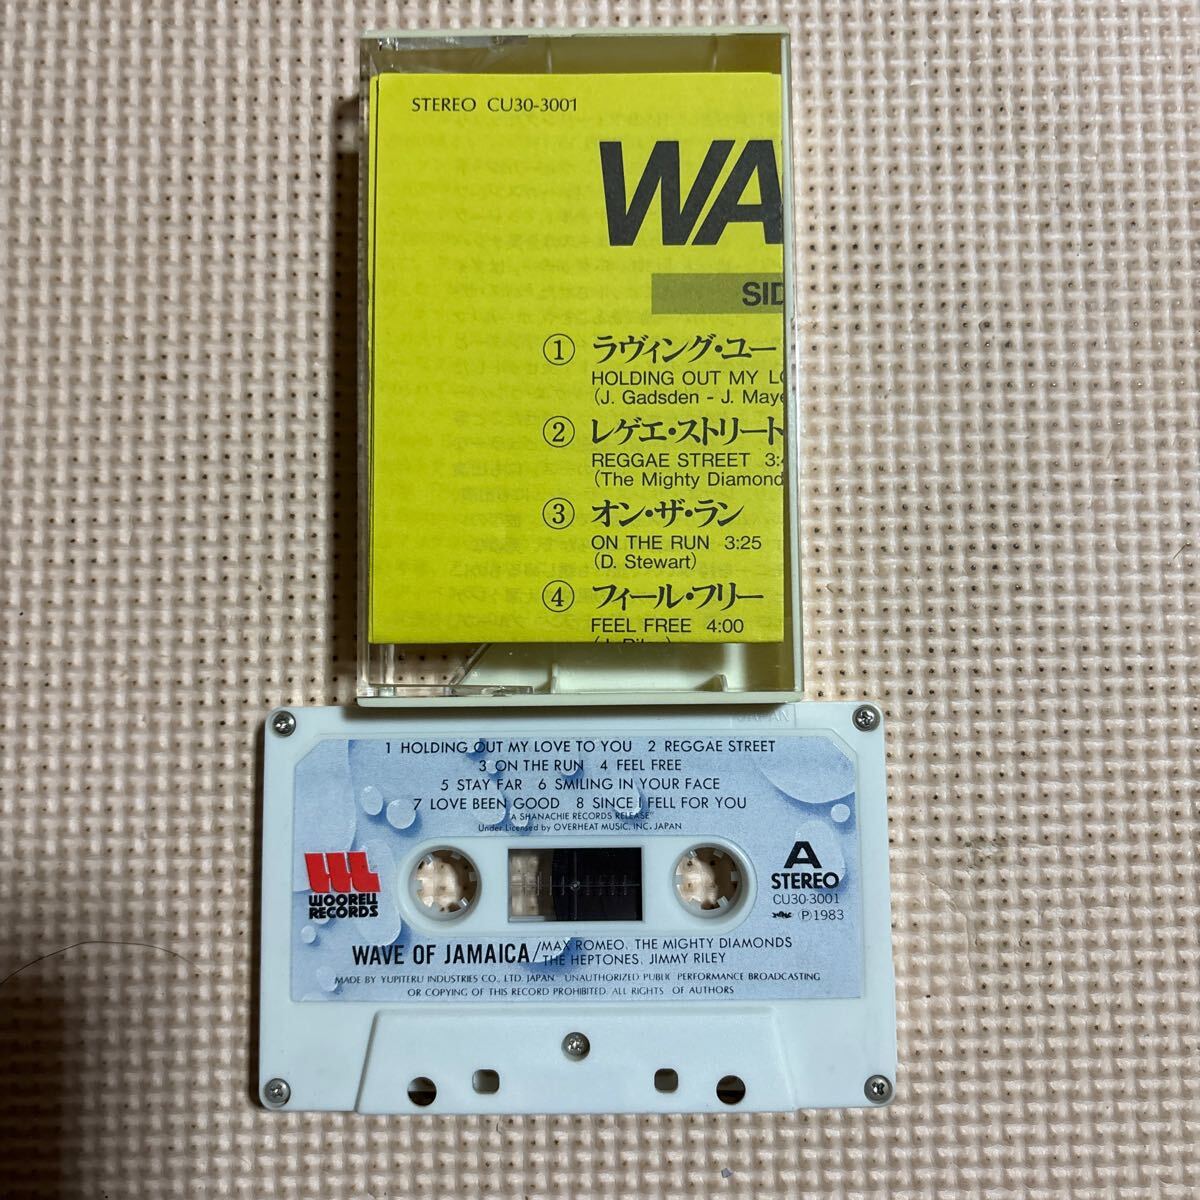 STEREO CU30-3001
WA
SID
① ラヴィング・ユー
HOLDING OUT MY LO
(J. Gadsden - J. Maye
② レゲエ・ストリート
REGGAE STREET 3:4
(The Mighty Diamond
③ オン・ザ・ラン
ON THE RUN 3:25
(D. Stewart)
④ フィール・フリー
FEEL FREE 4:00
1 HOLDING OUT MY LOVE TO YOU 2 REGGAE STREET
3 ON THE RUN 4 FEEL FREE
5 STAY FAR 6 SMILING IN YOUR FACE
7 LOVE BEEN GOOD 8 SINCE I FELL FOR YOU
"A SHANACHIE RECORDS RELEASE"
Under Licensed by OVERHEAT MUSIC, INC. JAPAN
WOORELL
RECORDS
A
STEREO
CU30-3001
Ⓟ1983
WAVE OF JAMAICA/MAX ROMEO, THE MIGHTY DIAMONDS
THE HEPTONES, JIMMY RILEY
MADE BY YUPITERU INDUSTRIES CO., LTD. JAPAN. UNAUTHORIZED PUBLIC PERFORMANCE BROADCASTING
OR COPYING OF THIS RECORD PROHIBITED. ALL RIGHTS OF AUTHORS